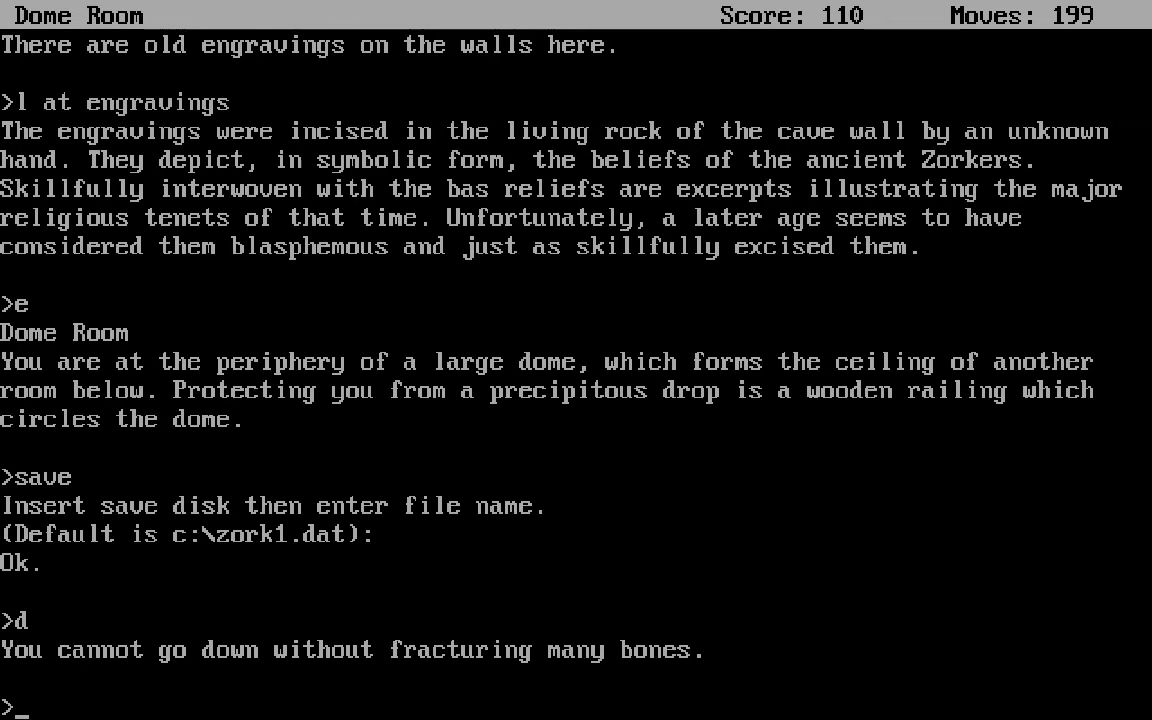 Dome Room Score: 110 Moves: 199
There are old engravings on the walls here.
>l at engravings
The engravings were incised in the living rock of the cave wall by an unknown
hand. They depict, in symbolic form, the beliefs of the ancient Zorkers.
Skillfully interwoven with the bas reliefs are excerpts illustrating the major
religious tenets of that time. Unfortunately, a later age seems to have
considered them blasphemous and just as skillfully excised them.
>e
Dome Room
You are at the periphery of a large dome, which forms the ceiling of another
room below. Protecting you from a precipitous drop is a wooden railing which
circles the dome.
>save
Insert save disk then enter file name.
(Default is c:\zork1.dat):
Ok.
>d
You cannot go down without fracturing many bones.
>_